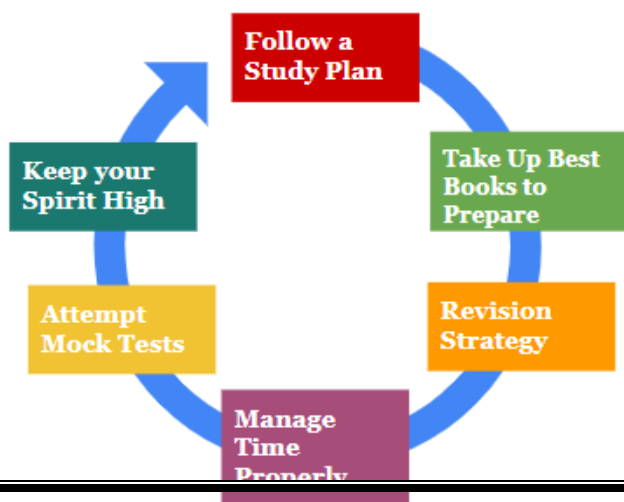 Follow a
Study Plan
Take Up Best
Books to
Prepare
Revision
Strategy
Manage
Time
Properly
Attempt
Mock Tests
Keep your
Spirit High